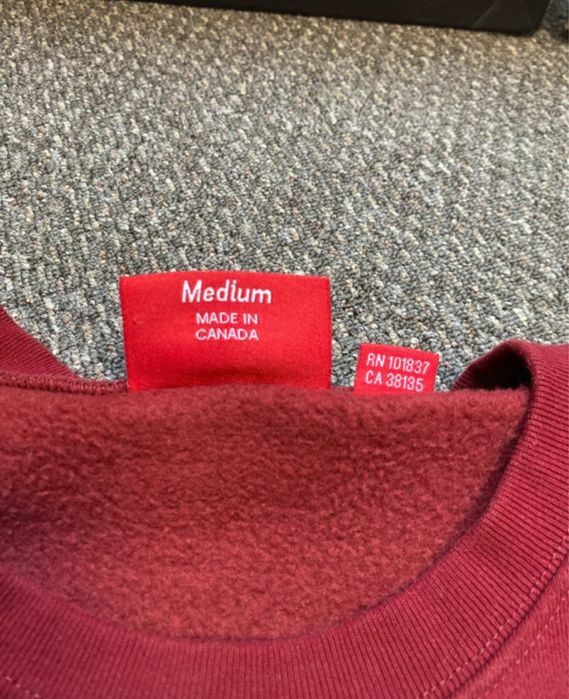 Medium
MADE IN
CANADA
RN 101837
CA 38135